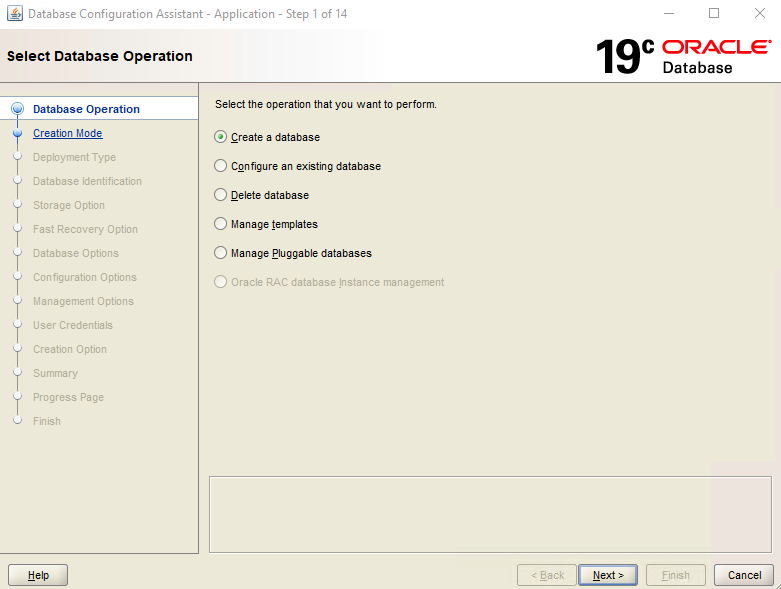 Database Configuration Assistant - Application - Step 1 of 14
Select Database Operation
19c ORACLE
Database
Database Operation
Creation Mode
Deployment Type
Database Identification
Storage Option
Fast Recovery Option
Database Options
Configuration Options
Management Options
User Credentials
Creation Option
Summary
Progress Page
Finish
Select the operation that you want to perform.
Create a database
Configure an existing database
Delete database
Manage templates
Manage Pluggable databases
Oracle RAC database Instance management
Help
< Back
Next >
Finish
Cancel